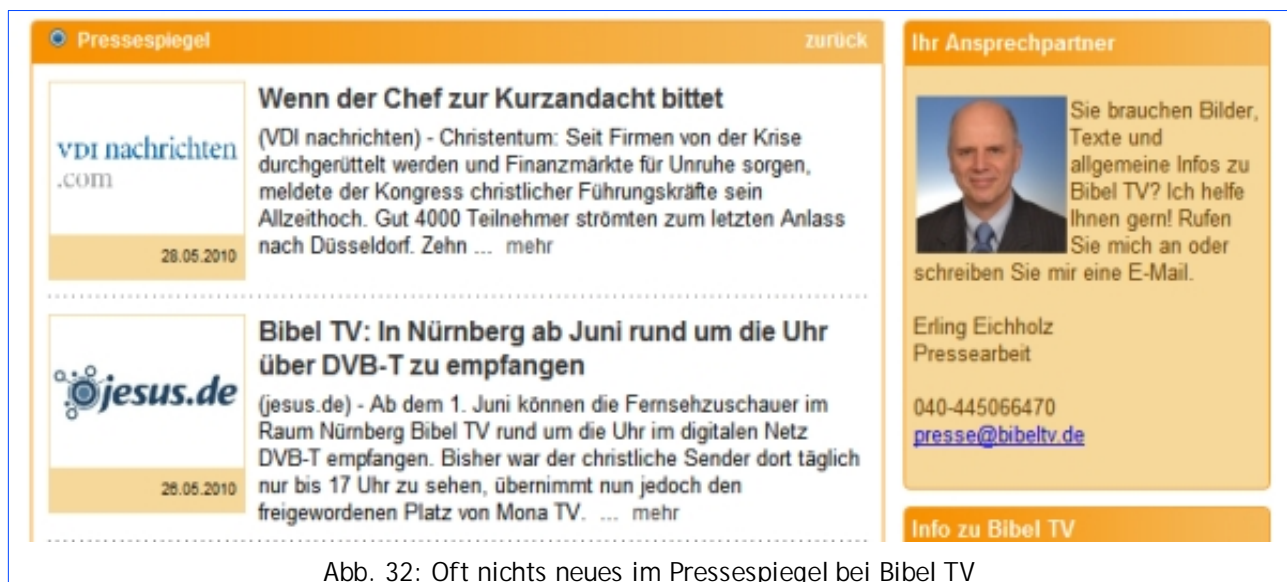 Pressespiegel zurück
vdi nachrichten
.com
28.05.2010
Wenn der Chef zur Kurzandacht bittet
(VDI nachrichten) - Christentum: Seit Firmen von der Krise
durchgerüttelt werden und Finanzmärkte für Unruhe sorgen,
meldete der Kongress christlicher Führungskräfte sein
Allzeithoch. Gut 4000 Teilnehmer strömten zum letzten Anlass
nach Düsseldorf. Zehn ... mehr
jesus.de
26.05.2010
Bibel TV: In Nürnberg ab Juni rund um die Uhr
über DVB-T zu empfangen
(jesus.de) - Ab dem 1. Juni können die Fernsehzuschauer im
Raum Nürnberg Bibel TV rund um die Uhr im digitalen Netz
DVB-T empfangen. Bisher war der christliche Sender dort täglich
nur bis 17 Uhr zu sehen, übernimmt nun jedoch den
freigewordenen Platz von Mona TV. ... mehr
Ihr Ansprechpartner
Sie brauchen Bilder,
Texte und
allgemeine Infos zu
Bibel TV? Ich helfe
Ihnen gern! Rufen
Sie mich an oder
schreiben Sie mir eine E-Mail.
Erling Eichholz
Pressearbeit
040-445066470
presse@bibeltv.de
Info zu Bibel TV
Abb. 32: Oft nichts neues im Pressespiegel bei Bibel TV